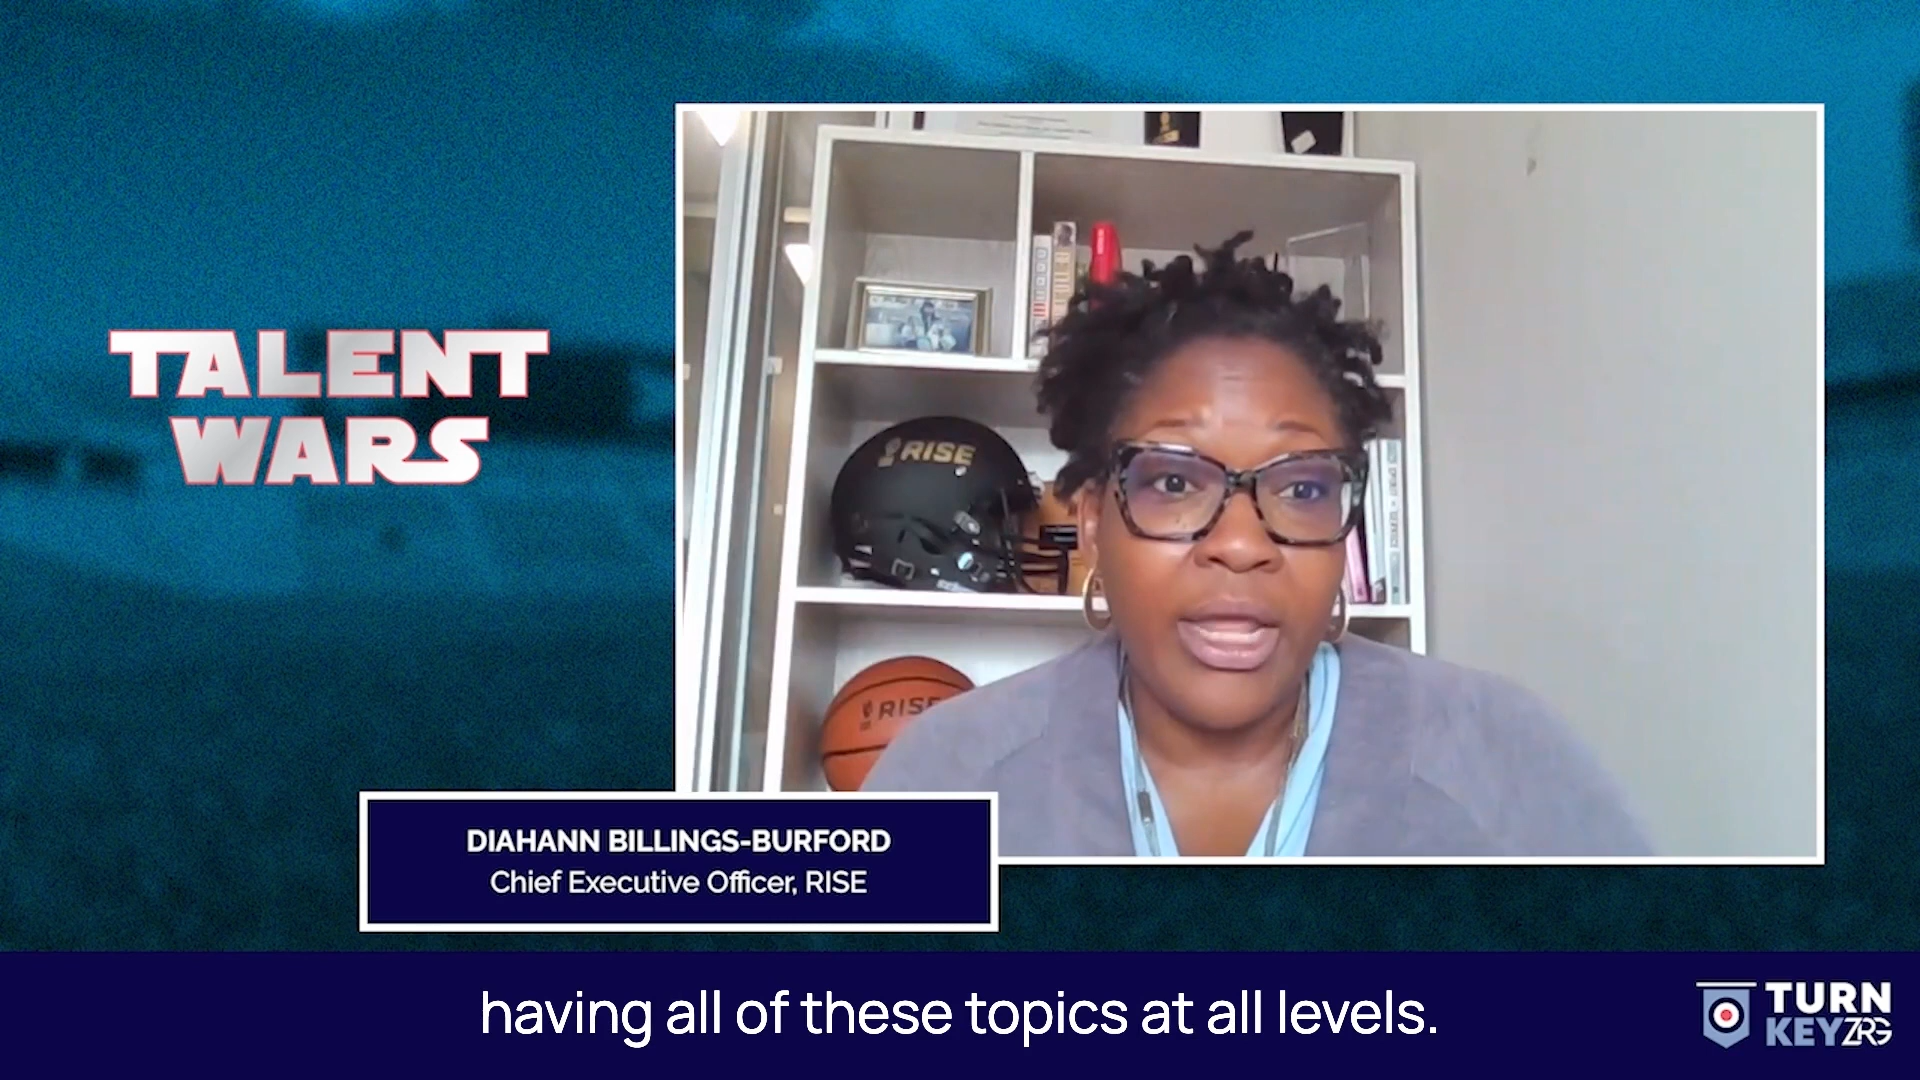 TALENT
WARS
RISE
RISE
DIAHANN BILLINGS-BURFORD
Chief Executive Officer, RISE
having all of these topics at all levels.
TURN
KEYZRG